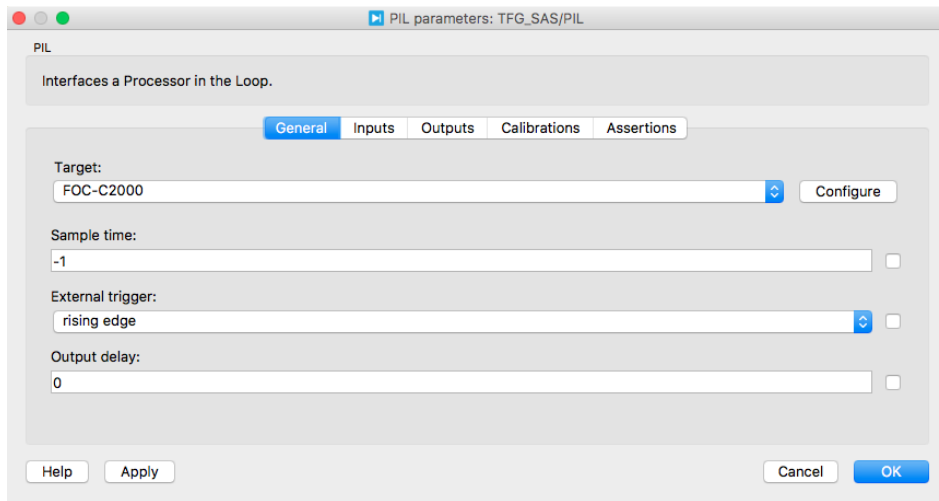 PIL parameters: TFG_SAS/PIL
PIL
Interfaces a Processor in the Loop.
General Inputs Outputs Calibrations Assertions
Target:
FOC-C2000 Configure
Sample time:
-1
External trigger:
rising edge
Output delay:
0
Help Apply Cancel OK